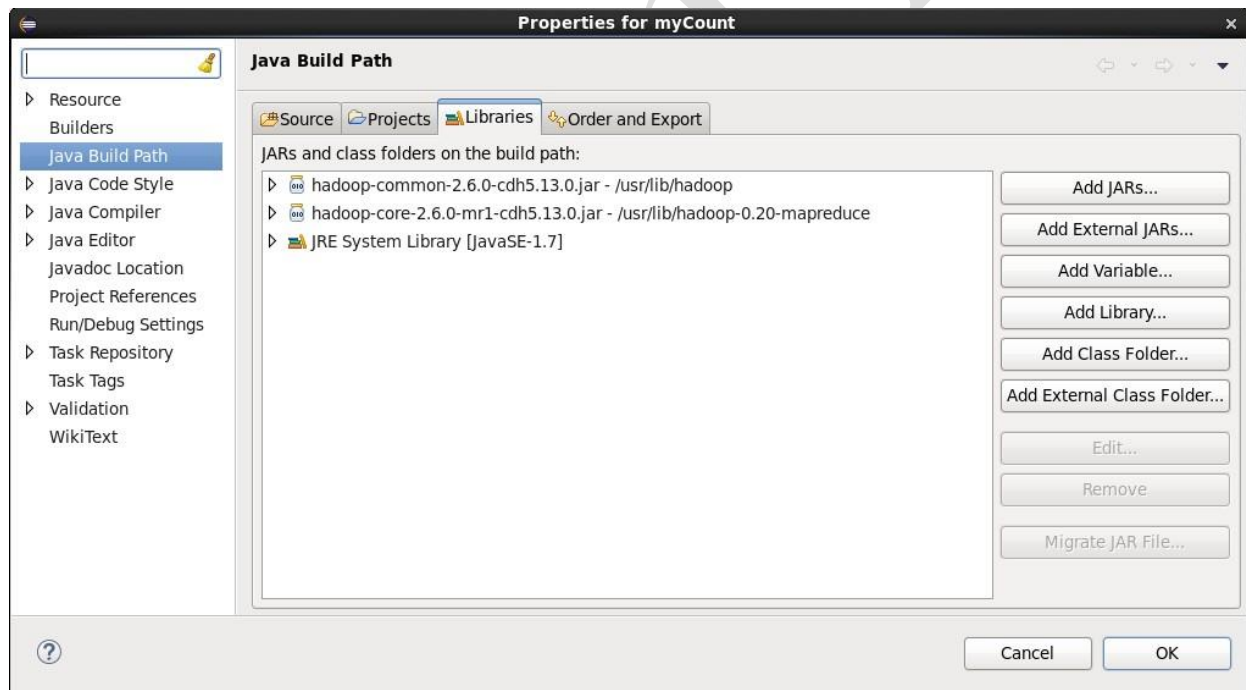 Properties for myCount
Java Build Path
Resource
Builders
Java Build Path
Java Code Style
Java Compiler
Java Editor
Javadoc Location
Project References
Run/Debug Settings
Task Repository
Task Tags
Validation
WikiText
Source Projects Libraries Order and Export
JARs and class folders on the build path:
hadoop-common-2.6.0-cdh5.13.0.jar - /usr/lib/hadoop
hadoop-core-2.6.0-mr1-cdh5.13.0.jar - /usr/lib/hadoop-0.20-mapreduce
JRE System Library [JavaSE-1.7]
Add JARs...
Add External JARs...
Add Variable...
Add Library...
Add Class Folder...
Add External Class Folder...
Edit...
Remove
Migrate JAR File...
Cancel
OK